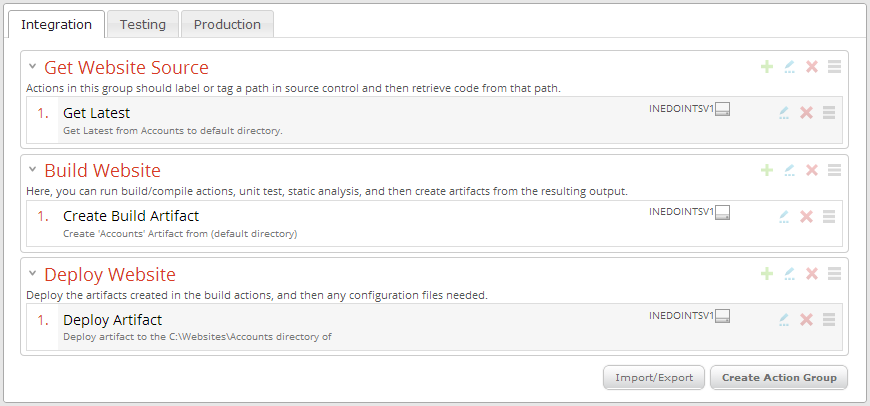 Integration Testing Production
Get Website Source
Actions in this group should label or tag a path in source control and then retrieve code from that path.
1. Get Latest INEDOINTSV1
Get Latest from Accounts to default directory.
Build Website
Here, you can run build/compile actions, unit test, static analysis, and then create artifacts from the resulting output.
1. Create Build Artifact INEDOINTSV1
Create 'Accounts' Artifact from (default directory)
Deploy Website
Deploy the artifacts created in the build actions, and then any configuration files needed.
1. Deploy Artifact INEDOINTSV1
Deploy artifact to the C:\Websites\Accounts directory of
Import/Export Create Action Group